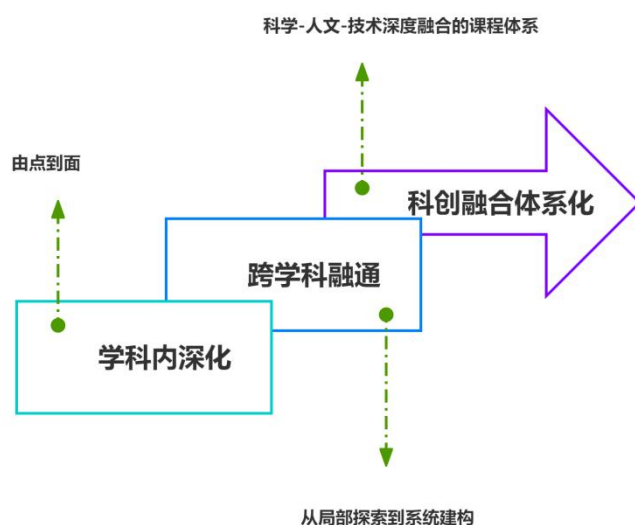 科学-人文-技术深度融合的课程体系
由点到面
科创融合体系化
跨学科融通
学科内深化
从局部探索到系统建构